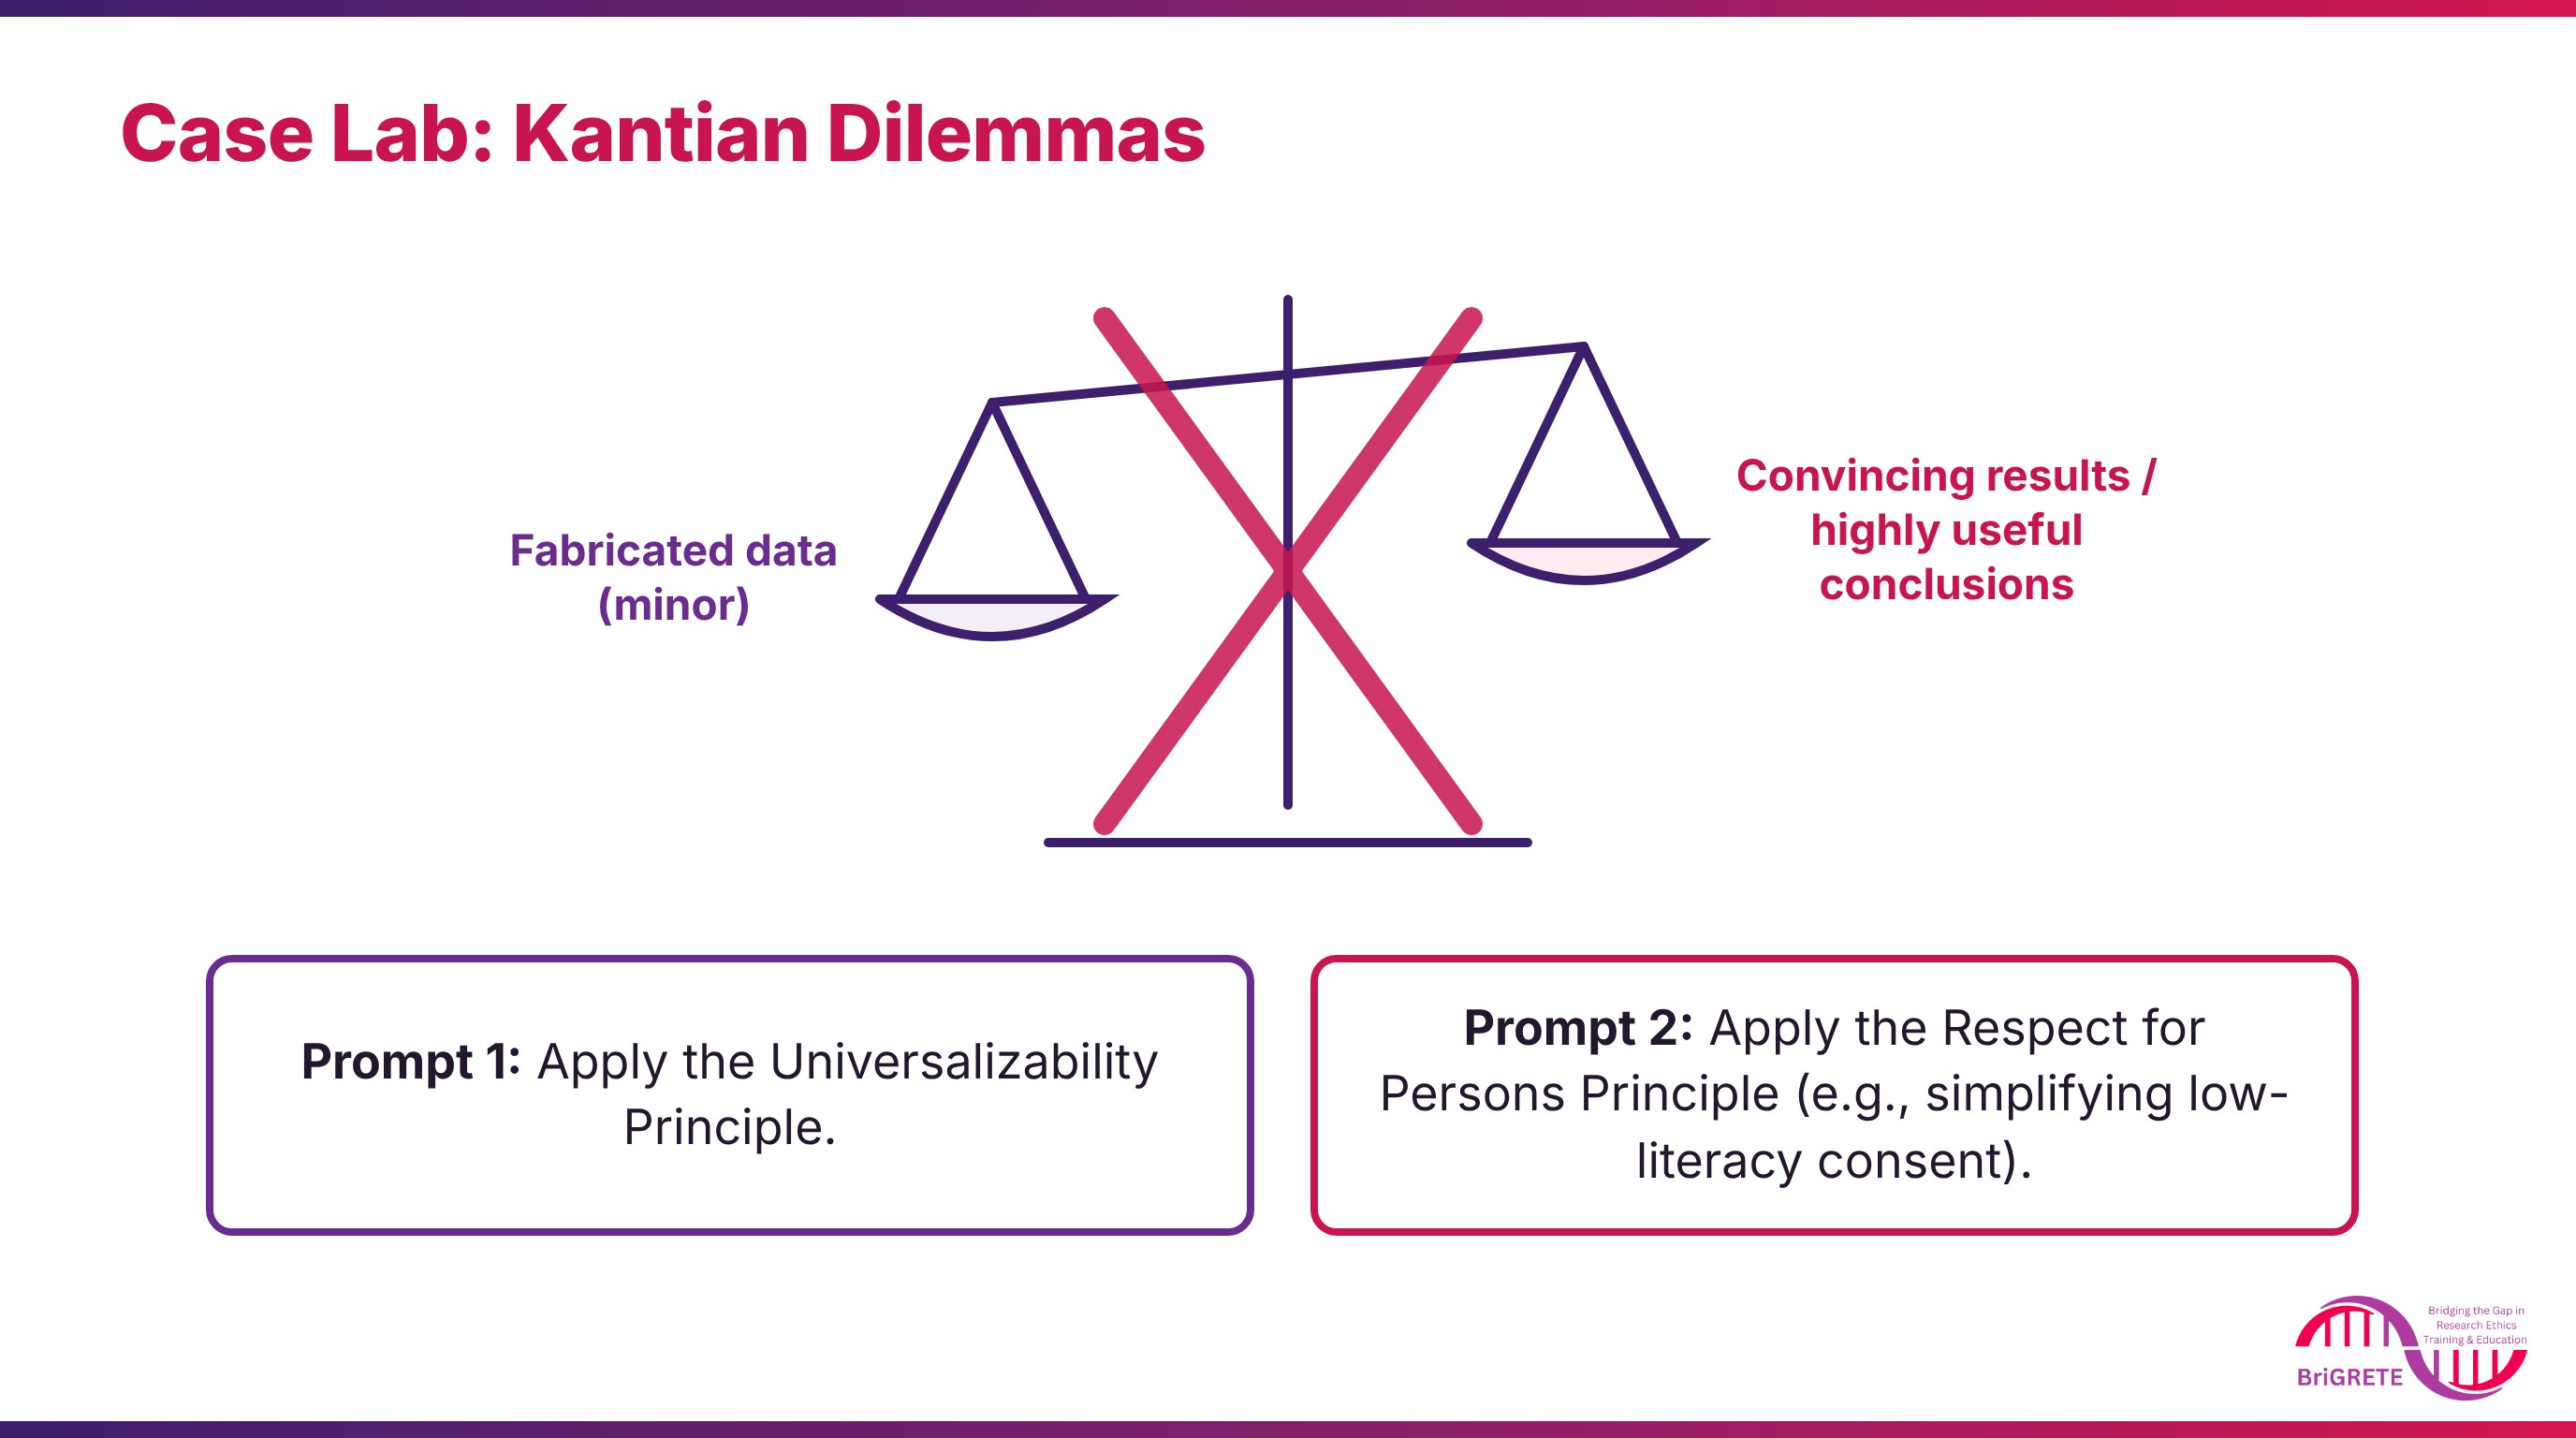 Case Lab: Kantian Dilemmas
Fabricated data
(minor)
Convincing results /
highly useful
conclusions
Prompt 1: Apply the Universalizability
Principle.
Prompt 2: Apply the Respect for
Persons Principle (e.g., simplifying low-
literacy consent).
Bridging the Gap in
Research Ethics
Training & Education
BriGRETE